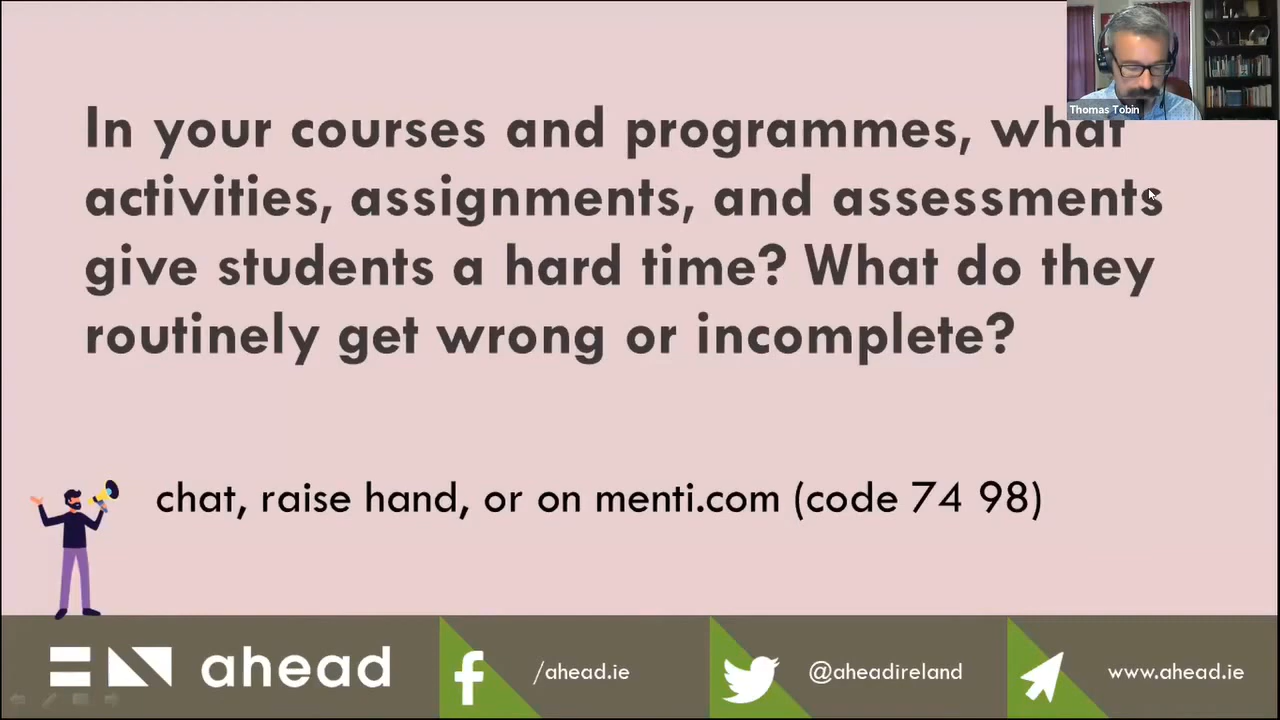 Thomas Tobin
In your courses and programmes, what
activities, assignments, and assessments
give students a hard time? What do they
routinely get wrong or incomplete?
chat, raise hand, or on menti.com (code 74 98)
ahead
/ahead.ie
@aheadireland
www.ahead.ie